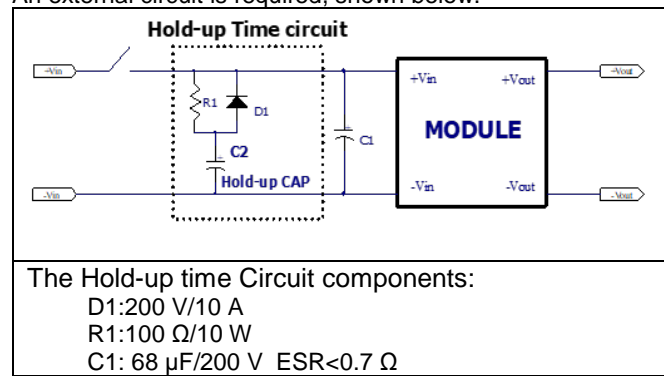 An external circuit is required, shown below.
Hold-up Time circuit
+Vin
R1
D1
C2
Hold-up CAP
-Vin
C1
+Vin
+Vout
MODULE
-Vin
-Vout
+Vout
-Vout
The Hold-up time Circuit components:
D1:200 V/10 A
R1:100 Ω/10 W
C1: 68 µF/200 V ESR<0.7 Ω